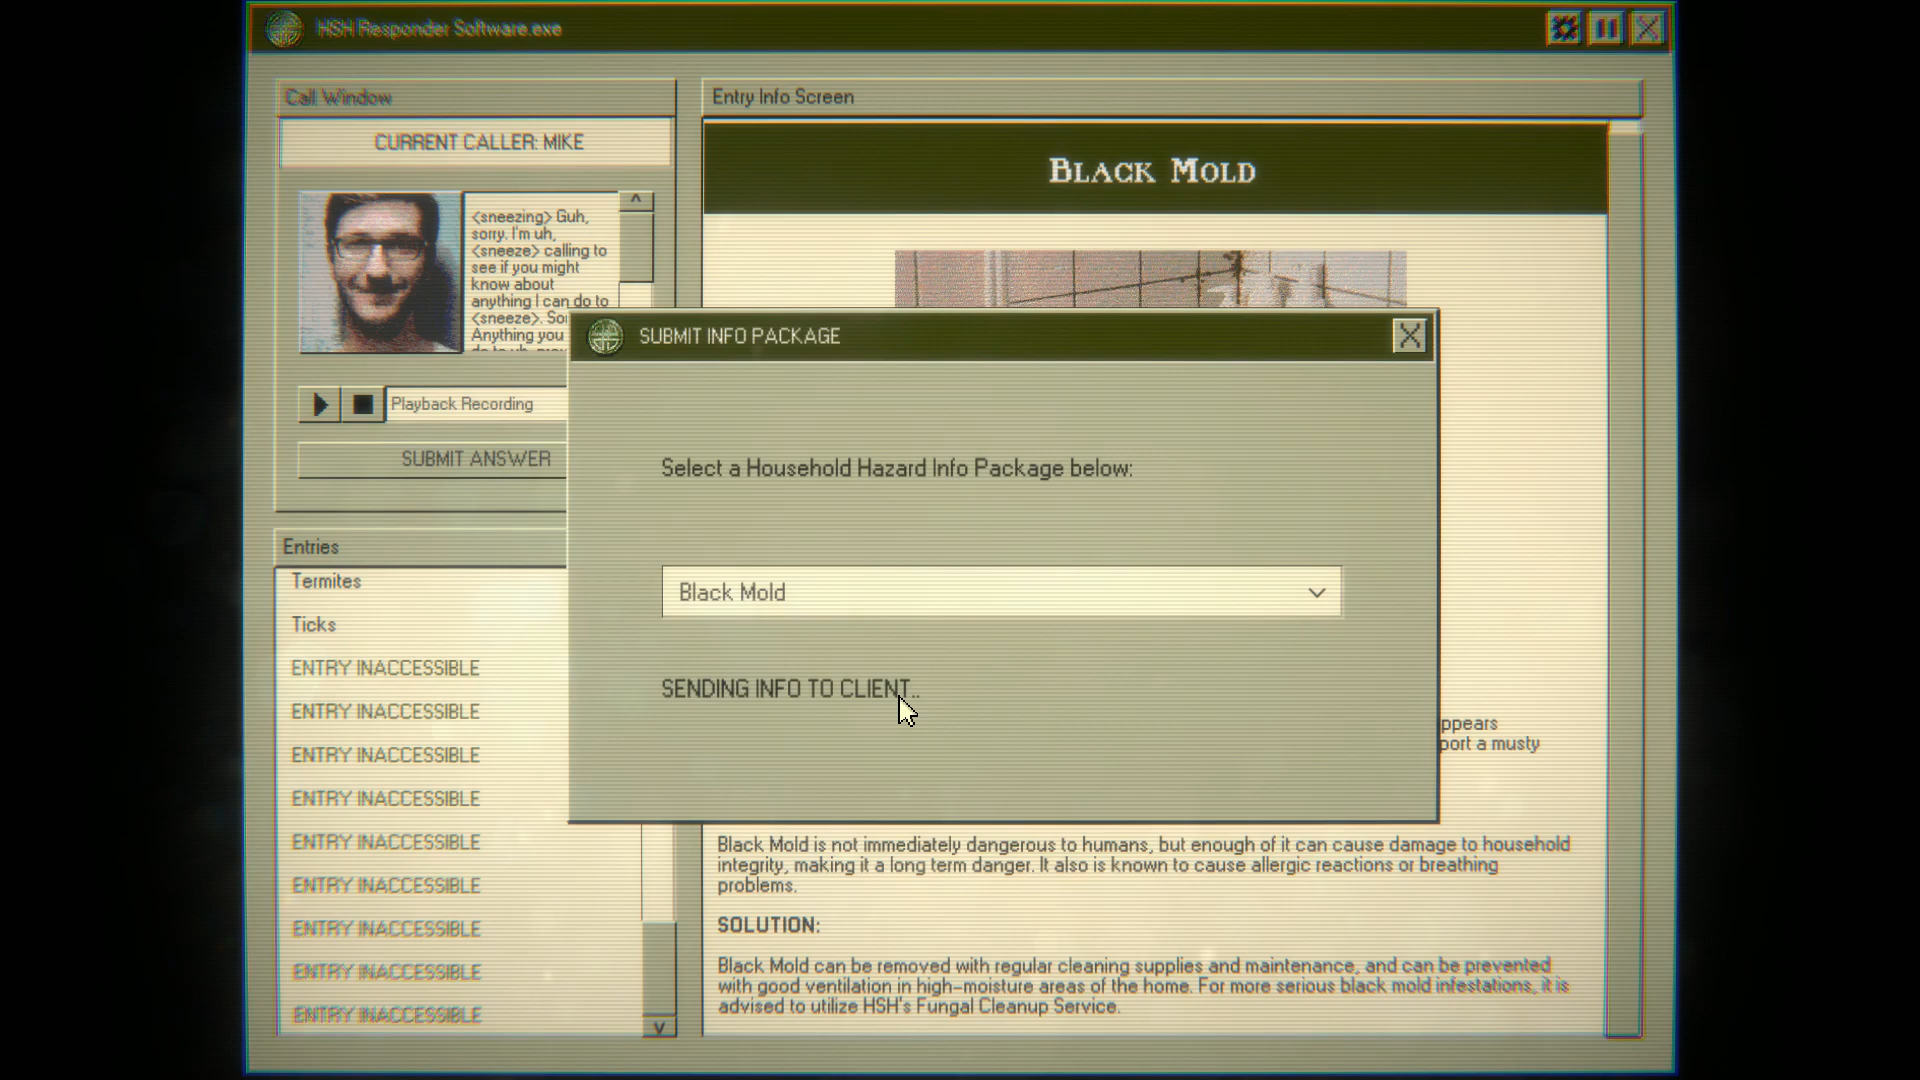 HSH Responder Software.exe
Call Window
CURRENT CALLER: MIKE
<sneezing> Guh,
sorry. I'm uh,
<sneeze> calling to
see if you might
know about
anything I can do to
<sneeze>.
Anything you
Playback Recording
SUBMIT ANSWER
Entries
Termites
Ticks
ENTRY INACCESSIBLE
ENTRY INACCESSIBLE
ENTRY INACCESSIBLE
ENTRY INACCESSIBLE
ENTRY INACCESSIBLE
ENTRY INACCESSIBLE
ENTRY INACCESSIBLE
ENTRY INACCESSIBLE
ENTRY INACCESSIBLE
Entry Info Screen
BLACK MOLD
SUBMIT INFO PACKAGE
Select a Household Hazard Info Package below:
Black Mold
SENDING INFO TO CLIENT..
ppears
port a musty
Black Mold is not immediately dangerous to humans, but enough of it can cause damage to household
integrity, making it a long term danger. It also is known to cause allergic reactions or breathing
problems.
SOLUTION:
Black Mold can be removed with regular cleaning supplies and maintenance, and can be prevented
with good ventilation in high-moisture areas of the home. For more serious black mold infestations, it is
advised to utilize HSH's Fungal Cleanup Service.